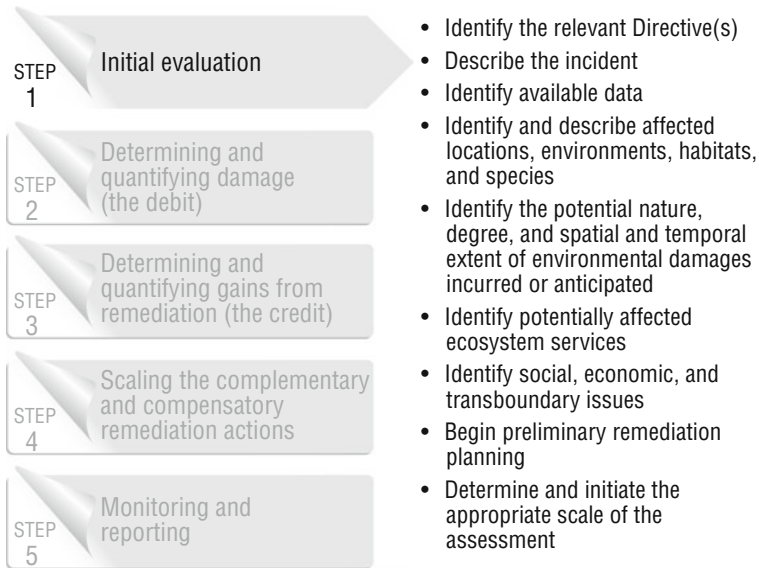 STEP
1
Initial evaluation
STEP
2
Determining and
quantifying damage
(the debit)
STEP
3
Determining and
quantifying gains from
remediation (the credit)
STEP
4
Scaling the complementary
and compensatory
remediation actions
STEP
5
Monitoring and
reporting
• Identify the relevant Directive(s)
• Describe the incident
• Identify available data
• Identify and describe affected
locations, environments, habitats,
and species
• Identify the potential nature,
degree, and spatial and temporal
extent of environmental damages
incurred or anticipated
• Identify potentially affected
ecosystem services
• Identify social, economic, and
transboundary issues
• Begin preliminary remediation
planning
• Determine and initiate the
appropriate scale of the
assessment